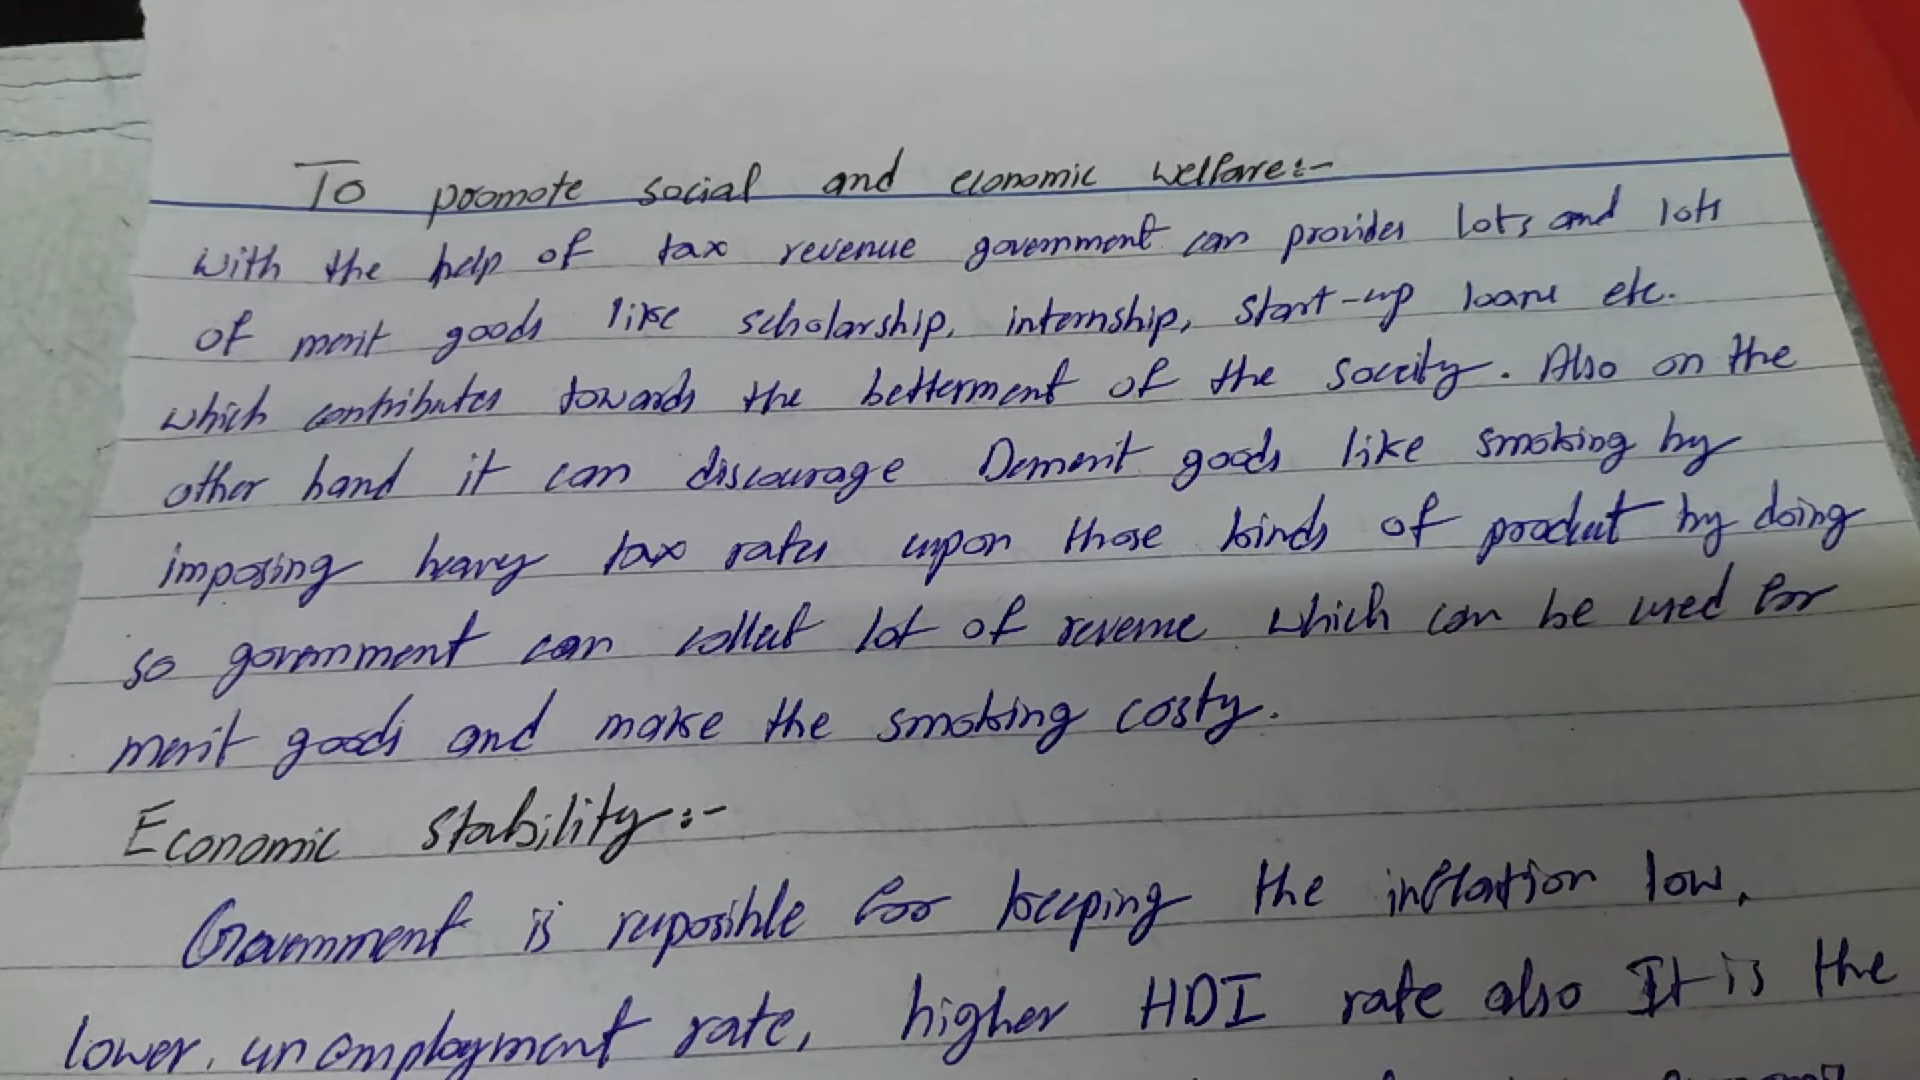 To promote social and economic welfare:-
with the help of tax revenue government can provides lots and lots
of merit goods like scholarship, internship, start-up loans etc.
which contributes towards the betterment of the society. Also on the
other hand it can discourage Demerit goods like smoking by
imposing heavy tax rates upon those kinds of product by doing
so government can collect lot of revenue which can be used for
merit goods and make the smoking costy.
Economic stability:-
Government is reposible for keeping the inflation low,
lower, unemployment rate, higher HDI rate also It is the